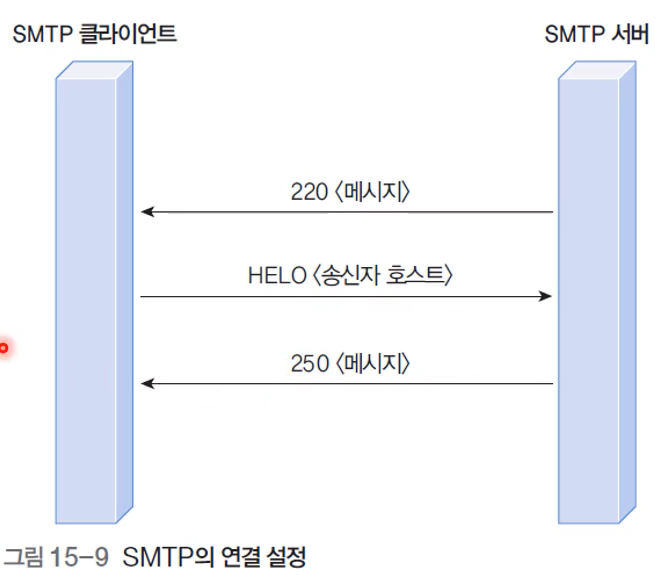 SMTP 클라이언트
SMTP 서버
220 〈메시지〉
HELO 〈송신자 호스트〉
250 〈메시지〉
그림 15-9 SMTP의 연결 설정